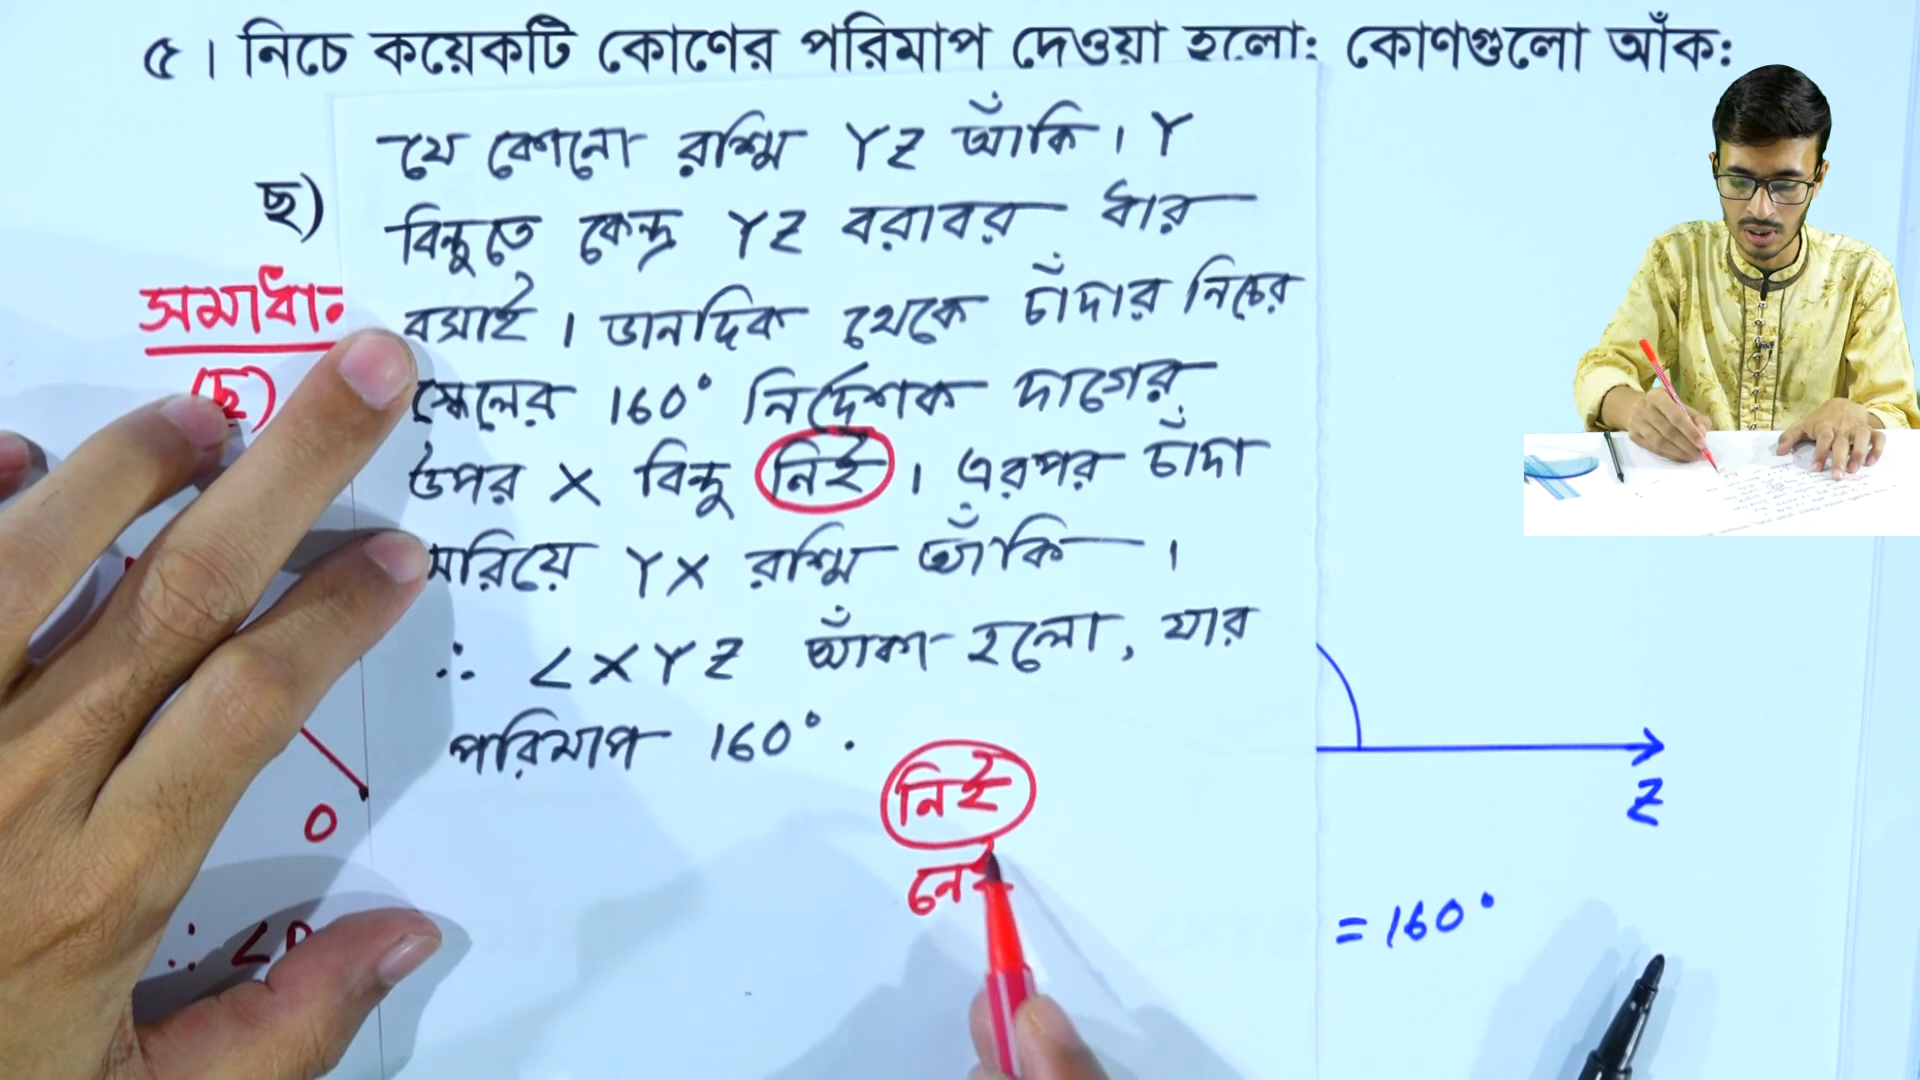 ৫। নিচে কয়েকটি কোণের পরিমাপ দেওয়া হলো; কোণগুলো আঁক:
ছ)
সমাধান
(ছ)
যে কোনো রশ্মি YZ আঁকি। Y
বিন্দুতে কেন্দ্র YZ বরাবর ধার
বসাই। ডানদিক থেকে চাঁদার নিচের
স্কেলের 160° নির্দেশক দাগের
উপর X বিন্দু নিই। এরপর চাঁদা
সরিয়ে YX রশ্মি আঁকি।
∴ ∠XYZ আঁকা হলো, যার
পরিমাপ 160°.
নিই
নেই
O
∴ ∠
Z
= 160°